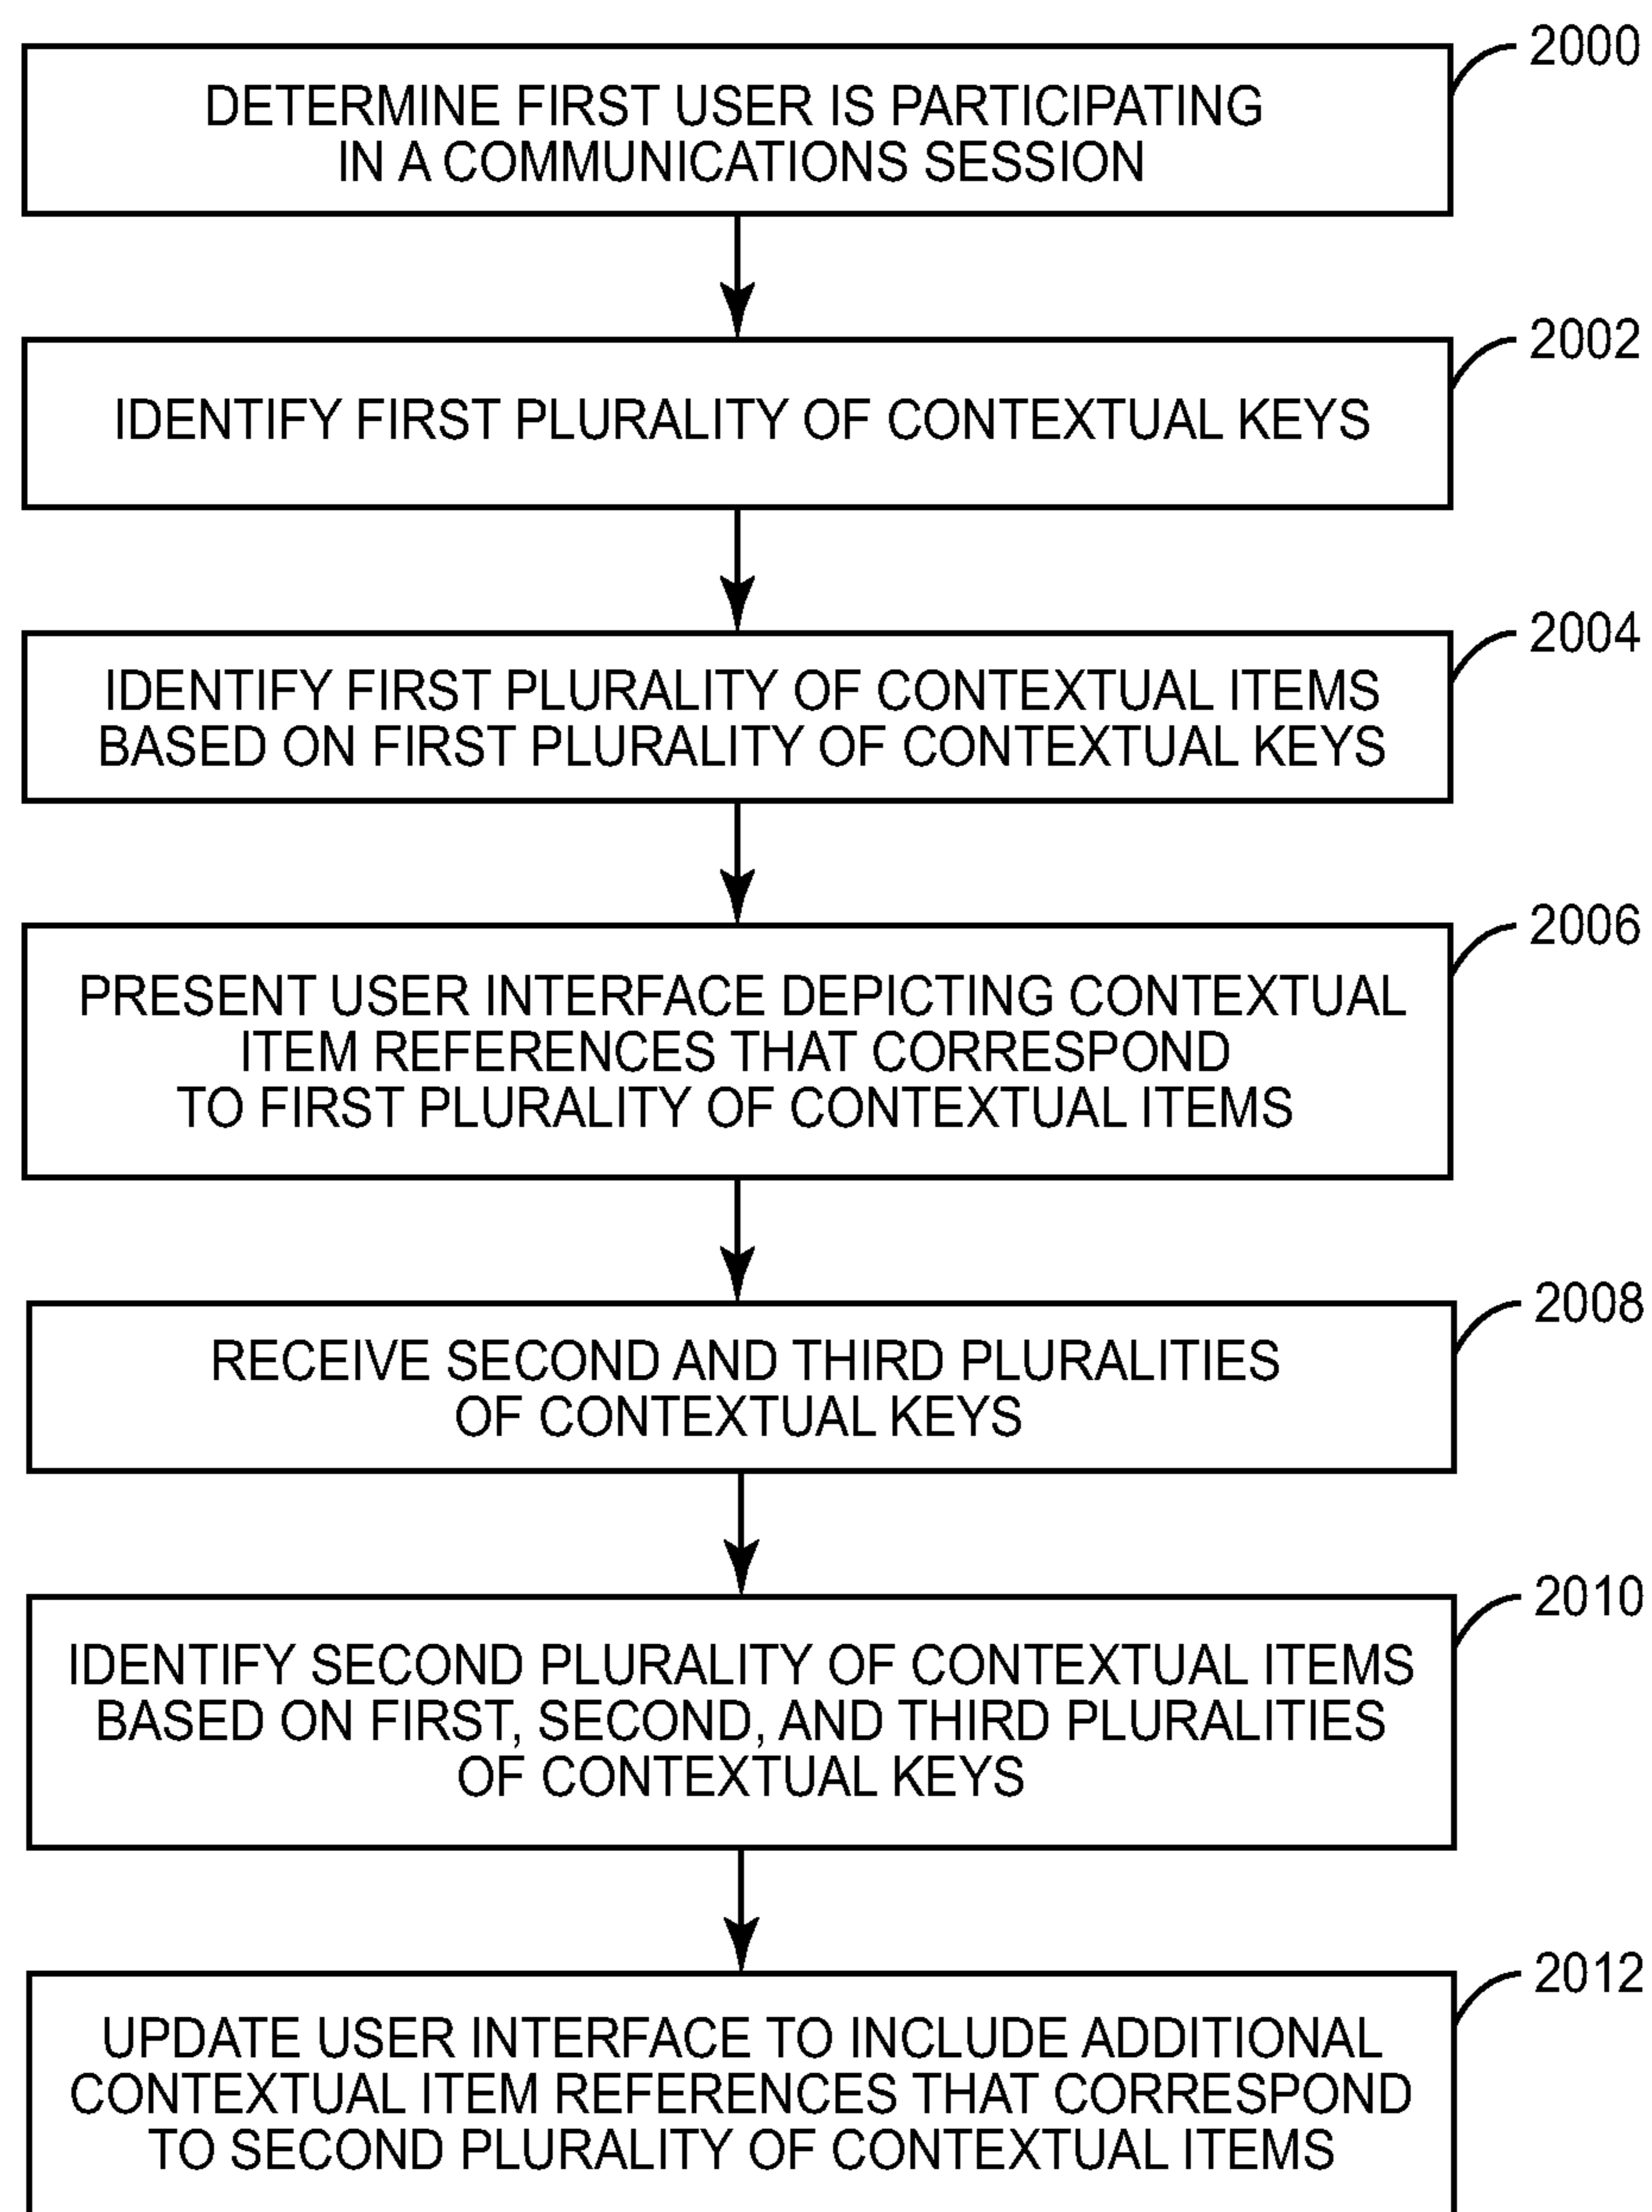 2000
DETERMINE FIRST USER IS PARTICIPATING
IN A COMMUNICATIONS SESSION
2002
IDENTIFY FIRST PLURALITY OF CONTEXTUAL KEYS
2004
IDENTIFY FIRST PLURALITY OF CONTEXTUAL ITEMS
BASED ON FIRST PLURALITY OF CONTEXTUAL KEYS
2006
PRESENT USER INTERFACE DEPICTING CONTEXTUAL
ITEM REFERENCES THAT CORRESPOND
TO FIRST PLURALITY OF CONTEXTUAL ITEMS
2008
RECEIVE SECOND AND THIRD PLURALITIES
OF CONTEXTUAL KEYS
2010
IDENTIFY SECOND PLURALITY OF CONTEXTUAL ITEMS
BASED ON FIRST, SECOND, AND THIRD PLURALITIES
OF CONTEXTUAL KEYS
2012
UPDATE USER INTERFACE TO INCLUDE ADDITIONAL
CONTEXTUAL ITEM REFERENCES THAT CORRESPOND
TO SECOND PLURALITY OF CONTEXTUAL ITEMS